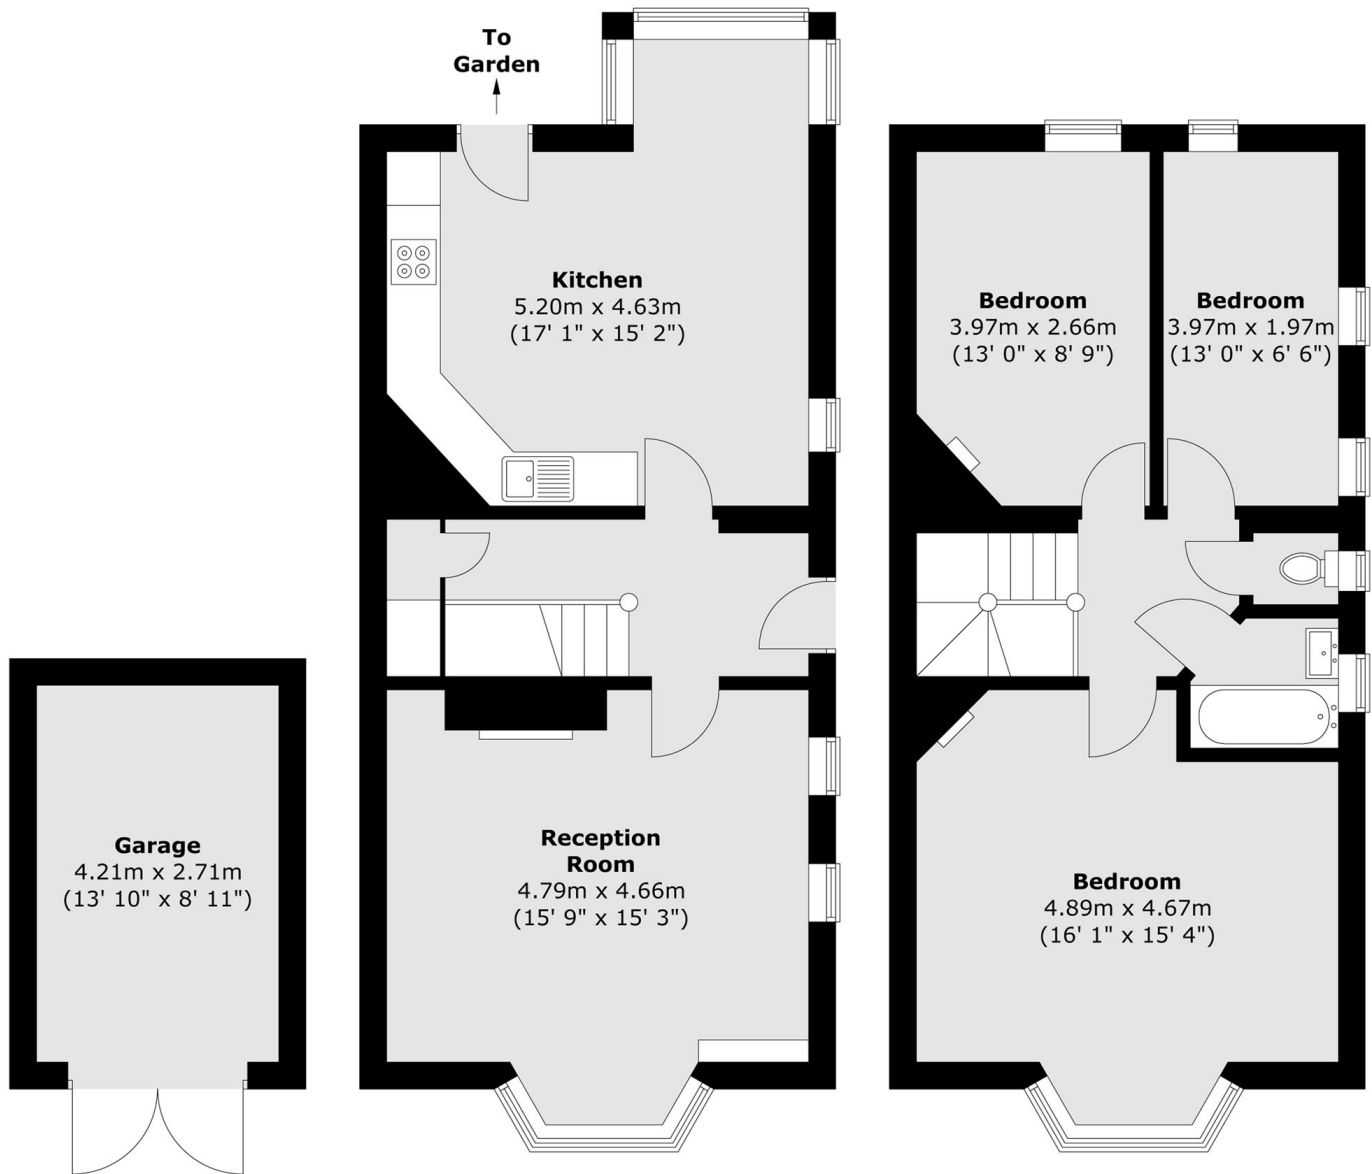 To
Garden
Kitchen
5.20m x 4.63m
(17' 1" x 15' 2")
Bedroom
3.97m x 2.66m
(13' 0" x 8' 9")
Bedroom
3.97m x 1.97m
(13' 0" x 6' 6")
Garage
4.21m x 2.71m
(13' 10" x 8' 11")
Reception
Room
4.79m x 4.66m
(15' 9" x 15' 3")
Bedroom
4.89m x 4.67m
(16' 1" x 15' 4")